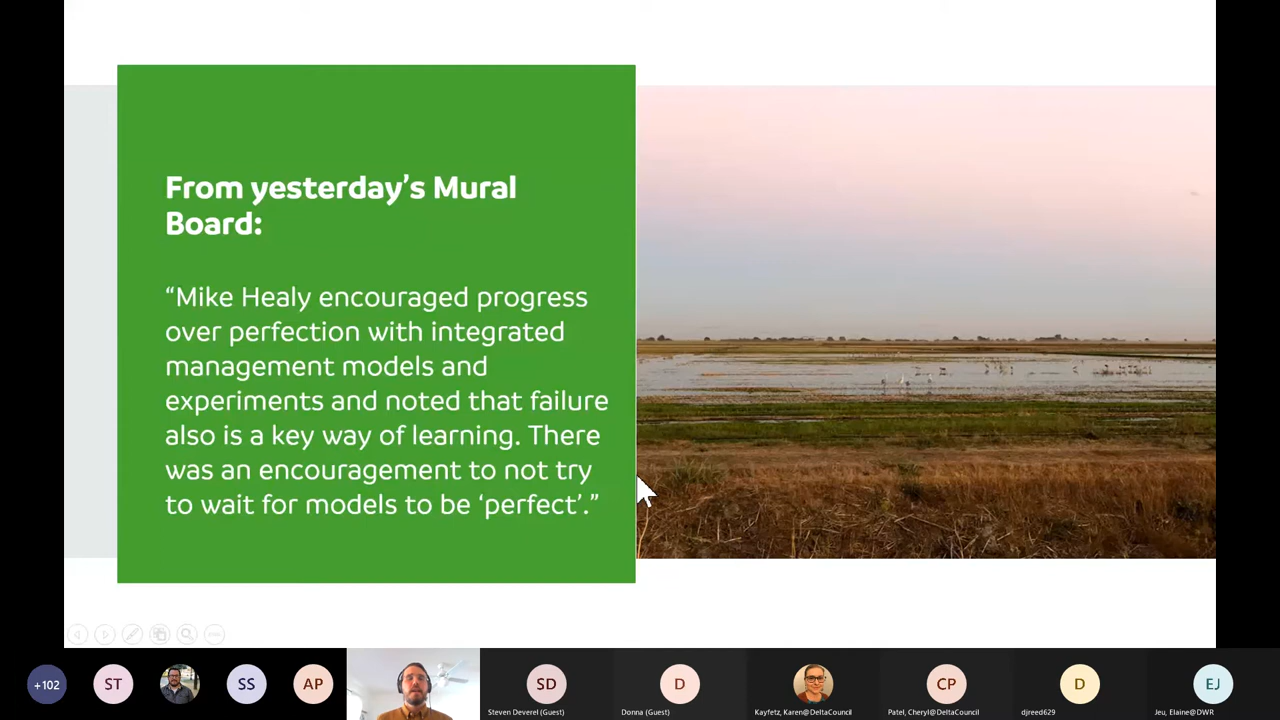 From yesterday’s Mural
Board:
“Mike Healy encouraged progress
over perfection with integrated
management models and
experiments and noted that failure
also is a key way of learning. There
was an encouragement to not try
to wait for models to be ‘perfect’.”
+102
ST
SS
AP
SD
D
CP
D
EJ
Steven Deverel (Guest)
Donna (Guest)
Kayfetz, Karen@DeltaCouncil
Patel, Cheryl@DeltaCouncil
djreed629
Jeu, Elaine@DWR